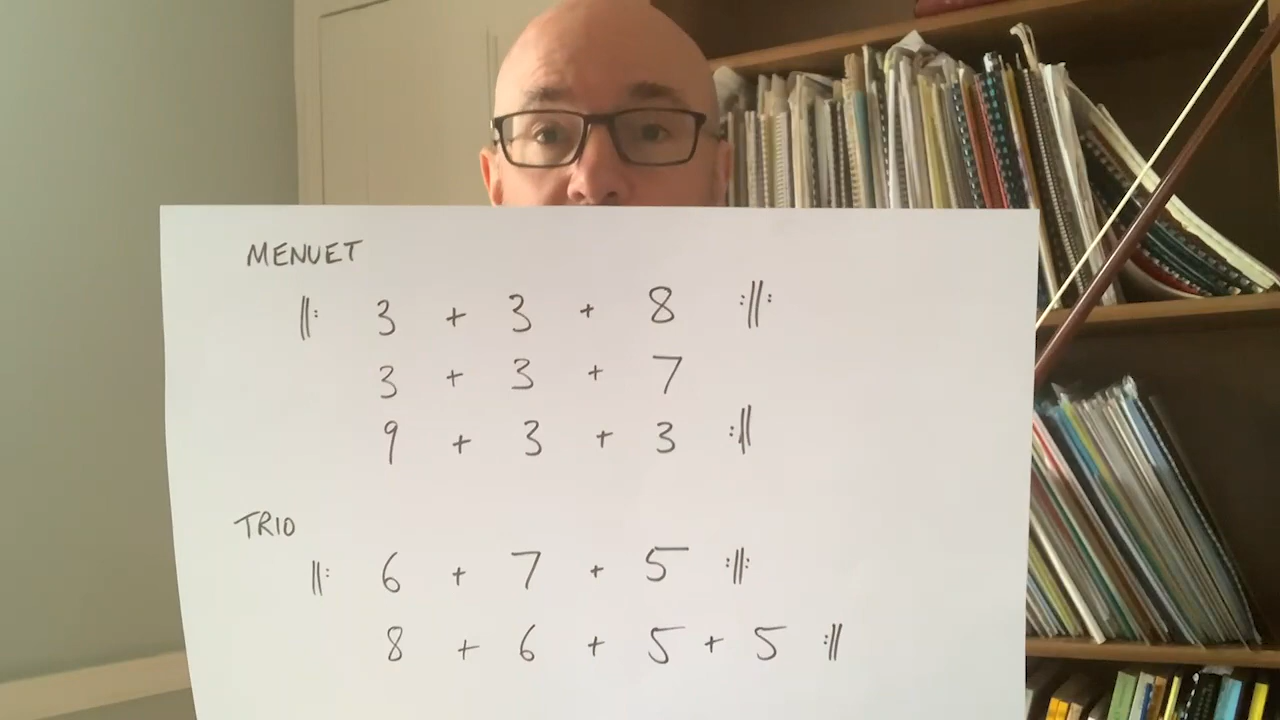 MENUET
||: 3 + 3 + 8 :||:
3 + 3 + 7
9 + 3 + 3 :||
TRIO
||: 6 + 7 + 5 :||:
8 + 6 + 5 + 5 :||